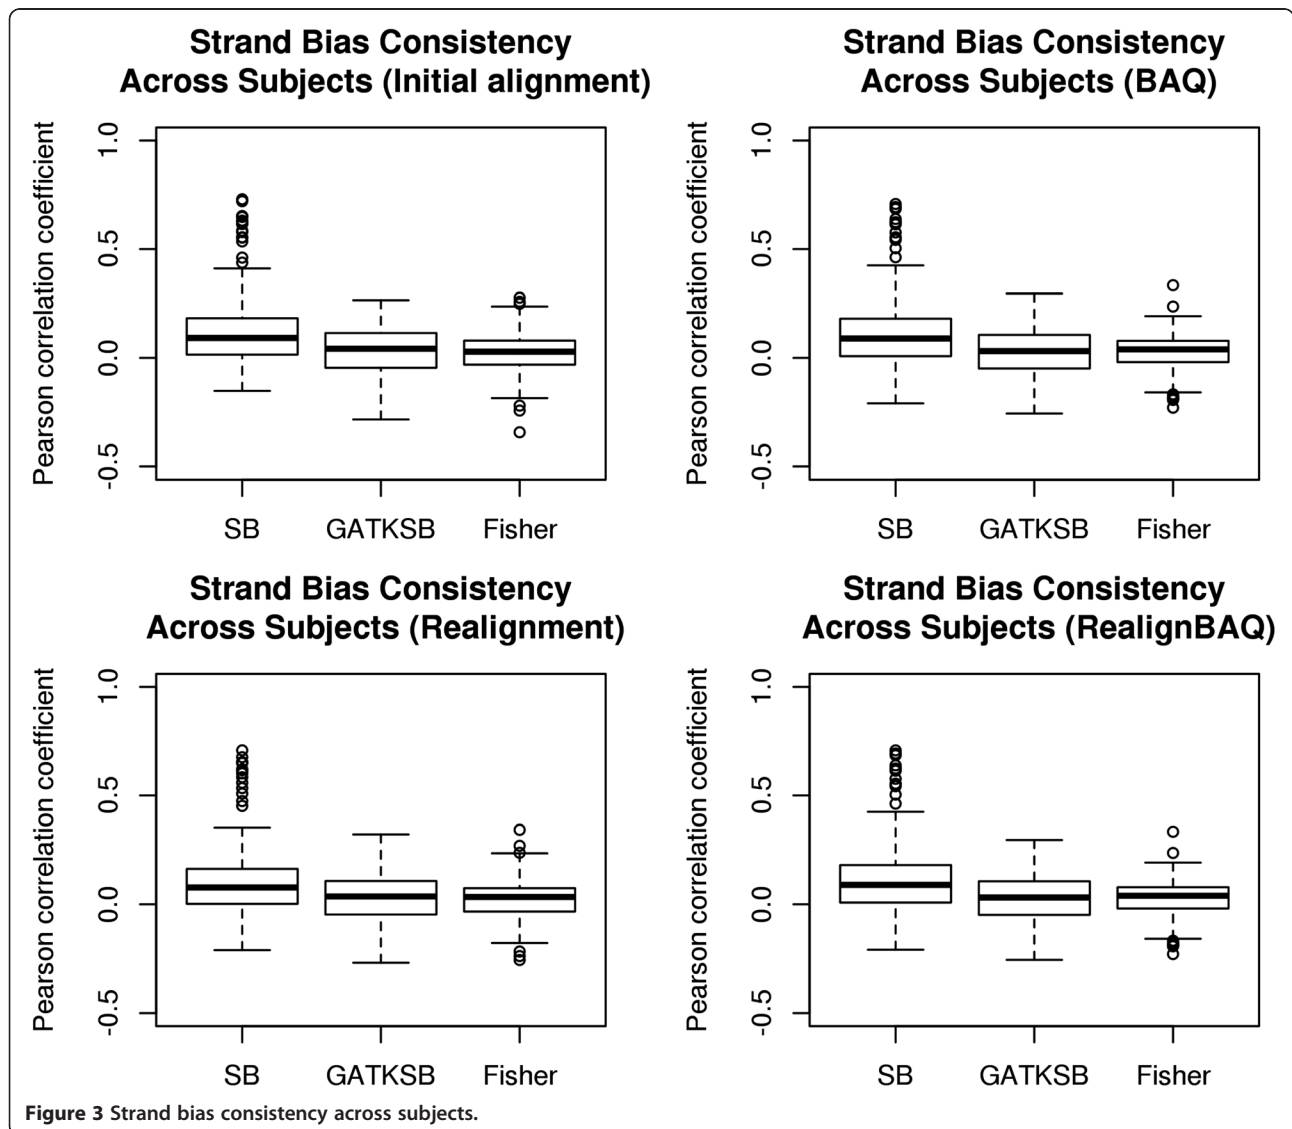 Strand Bias Consistency
Across Subjects (Initial alignment)
Pearson correlation coefficient
1.0
0.5
0.0
-0.5
SB GATKSB Fisher
Strand Bias Consistency
Across Subjects (BAQ)
Pearson correlation coefficient
1.0
0.5
0.0
-0.5
SB GATKSB Fisher
Strand Bias Consistency
Across Subjects (Realignment)
Pearson correlation coefficient
1.0
0.5
0.0
-0.5
SB GATKSB Fisher
Strand Bias Consistency
Across Subjects (RealignBAQ)
Pearson correlation coefficient
1.0
0.5
0.0
-0.5
SB GATKSB Fisher
Figure 3 Strand bias consistency across subjects.